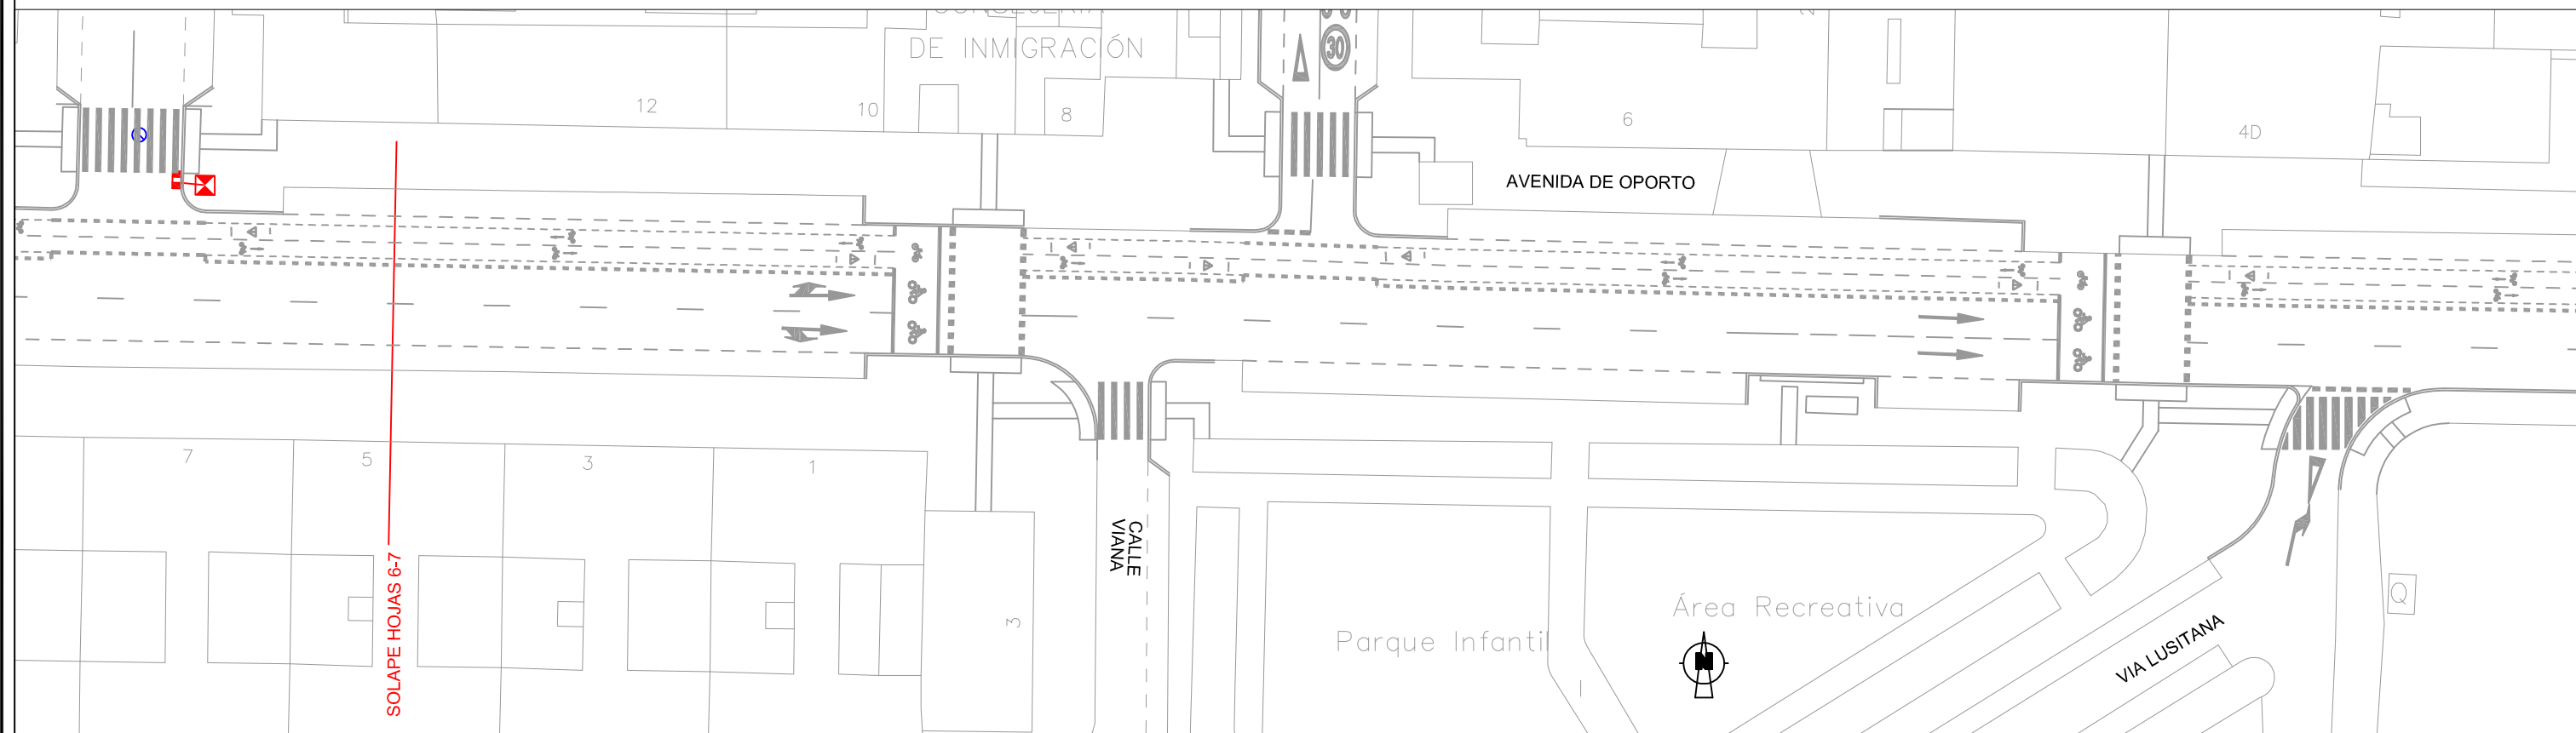 DE INMIGRACIÓN
30
12
10
8
6
4D
AVENIDA DE OPORTO
7
5
3
1
SOLAPE HOJAS 6-7
3
CALLE
VIANA
Área Recreativa
Parque Infantil
N
VIA LUSITANA
Q